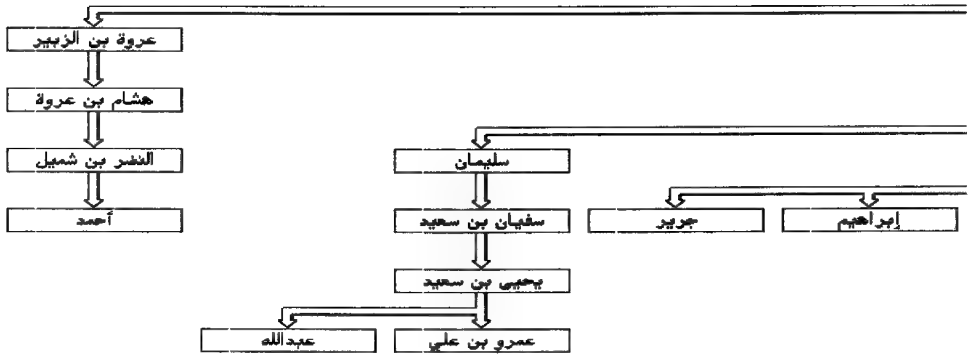 عروة بن الزبير
هشام بن عروة
النضر بن شميل
سليمان
أحمد
سفيان بن سعيد
جرير
إبراهيم
يحيى بن سعيد
عبدالله
عمرو بن علي